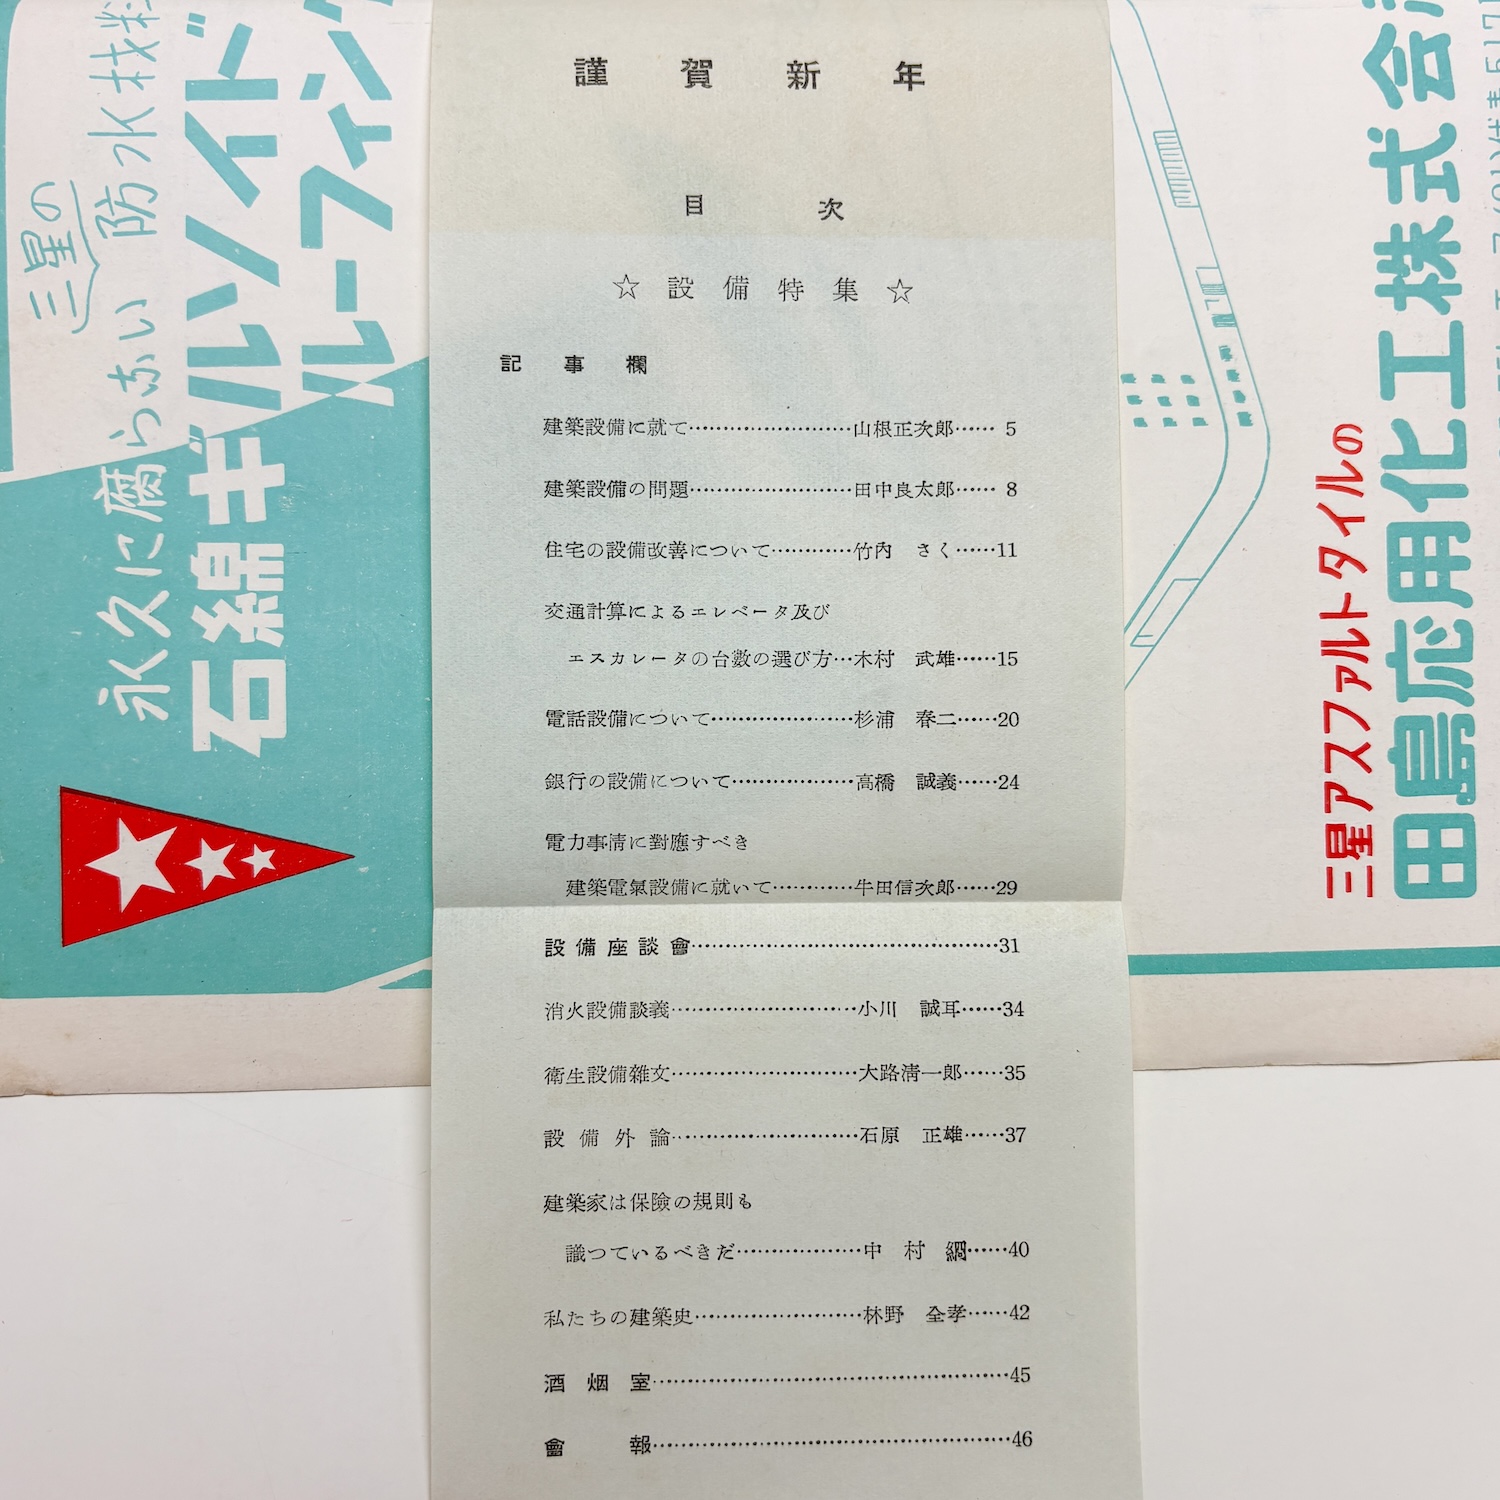 謹賀新年
目次
☆設備特集☆
記事欄
建築設備に就て……………………山根正次郎…… 5
建築設備の問題……………………田中良太郎…… 8
住宅の設備改善について…………竹內　さく……11
交通計算によるエレベータ及び
エスカレータの台数の選び方…木村　武雄……15
電話設備について…………………杉浦　春二……20
銀行の設備について………………高橋　誠義……24
電力事情に對應すべき
建築電氣設備に就いて…………牛田信次郎……29
設備座談會………………………………………31
消火設備談義………………………小川　誠耳……34
衛生設備雑文………………………大路清一郎……35
設備外論………………………石原　正雄……37
建築家は保險の規則も
識つているべきだ………………中村　網……40
私たちの建築史……………………林野　全孝……42
酒烟室………………………………………………45
會報………………………………………………46
三星の
永久に腐らない防水材料
石綿ギルソイド
ルーフィング
三星アスファルトタイルの
田島応用化工株式会